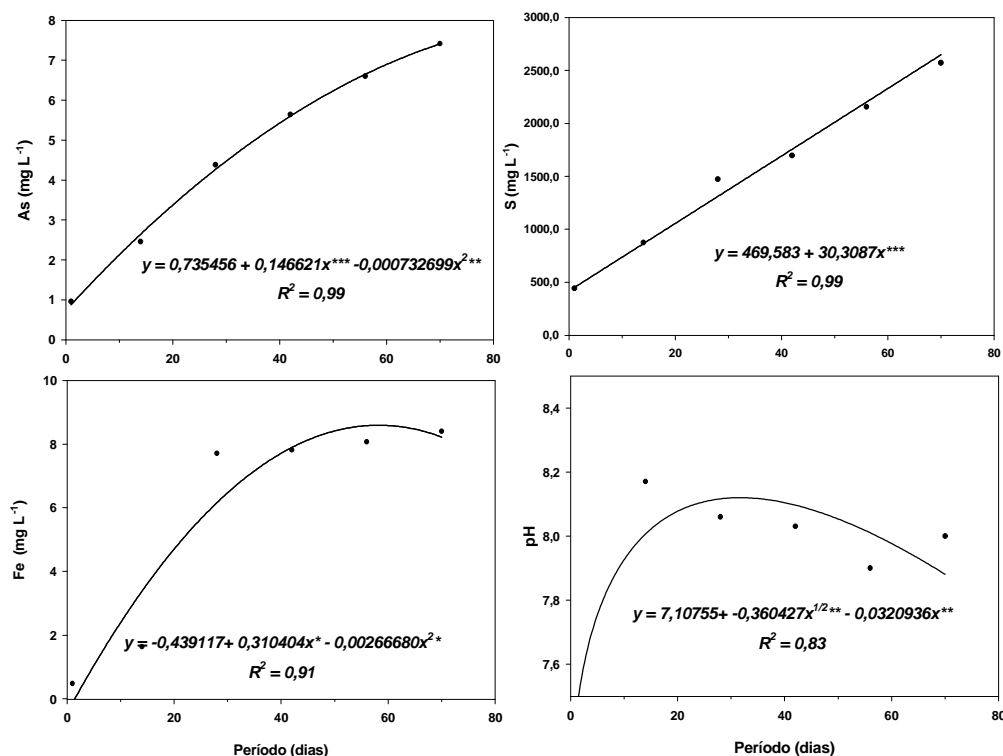 8
7
6
5
4
3
2
1
0
As (mg L⁻¹)
y = 0,735456 + 0,146621x*** -0,000732699x²**
R² = 0,99
0 20 40 60 80
3000,0
2500,0
2000,0
1500,0
1000,0
500,0
0,0
S (mg L⁻¹)
y = 469,583 + 30,3087x***
R² = 0,99
0 20 40 60 80
10
8
6
4
2
0
Fe (mg L⁻¹)
y = -0,439117+ 0,310404x* - 0,00266680x²*
R² = 0,91
0 20 40 60 80
Período (dias)
8,4
8,2
8,0
7,8
7,6
pH
y = 7,10755+ -0,360427x^1/2** - 0,0320936x**
R² = 0,83
0 20 40 60 80
Período (dias)